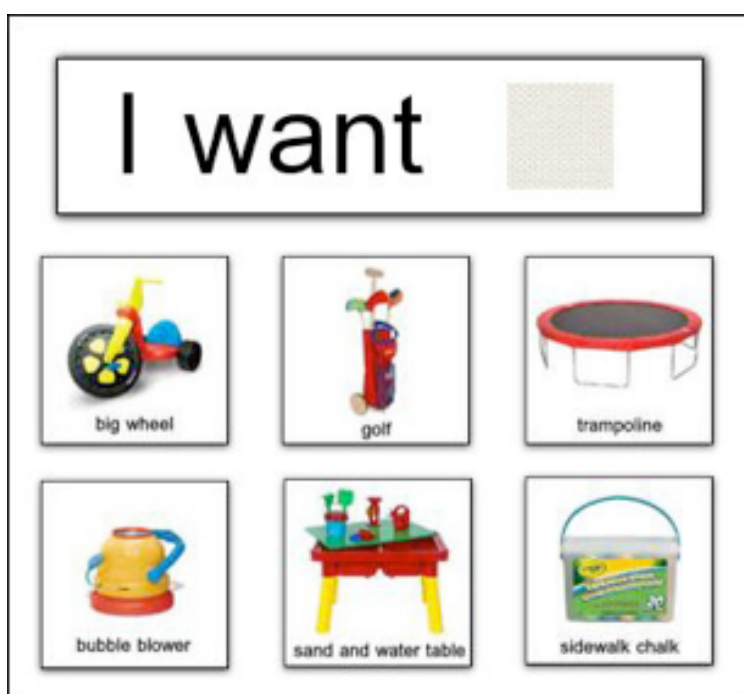 I want
big wheel
golf
trampoline
bubble blower
sand and water table
sidewalk chalk